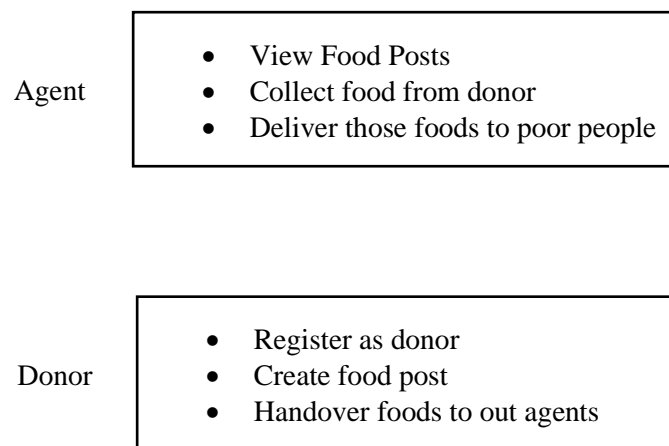 Agent
• View Food Posts
• Collect food from donor
• Deliver those foods to poor people
Donor
• Register as donor
• Create food post
• Handover foods to out agents